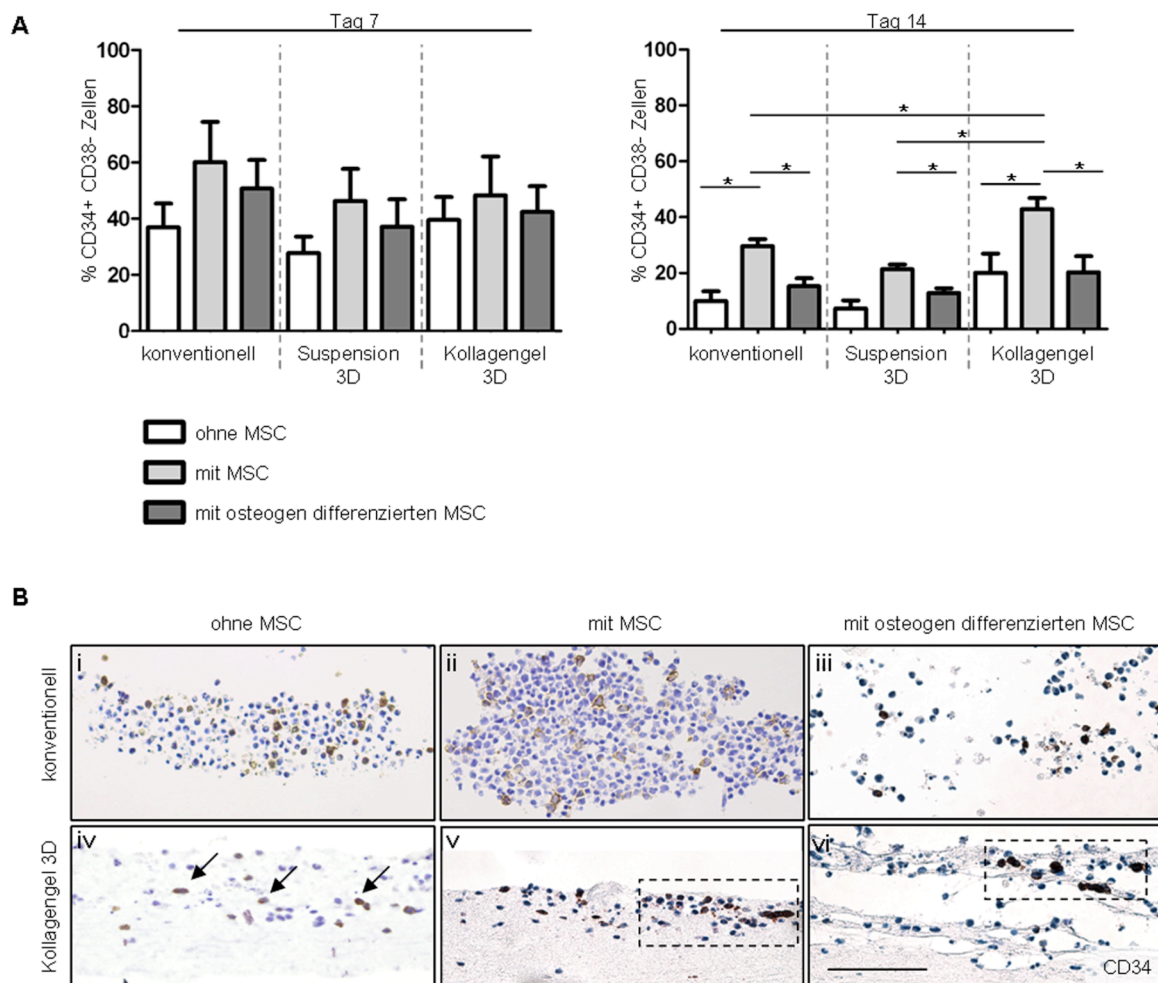 A
Tag 7
% CD34+ CD38- Zellen
100
80
60
40
20
0
konventionell
Suspension
3D
Kollagengel
3D
Tag 14
% CD34+ CD38- Zellen
100
80
60
40
20
0
* * * * * * *
konventionell
Suspension
3D
Kollagengel
3D
ohne MSC
mit MSC
mit osteogen differenzierten MSC
B
ohne MSC
mit MSC
mit osteogen differenzierten MSC
konventionell
i
ii
iii
Kollagengel 3D
iv
v
vi
CD34